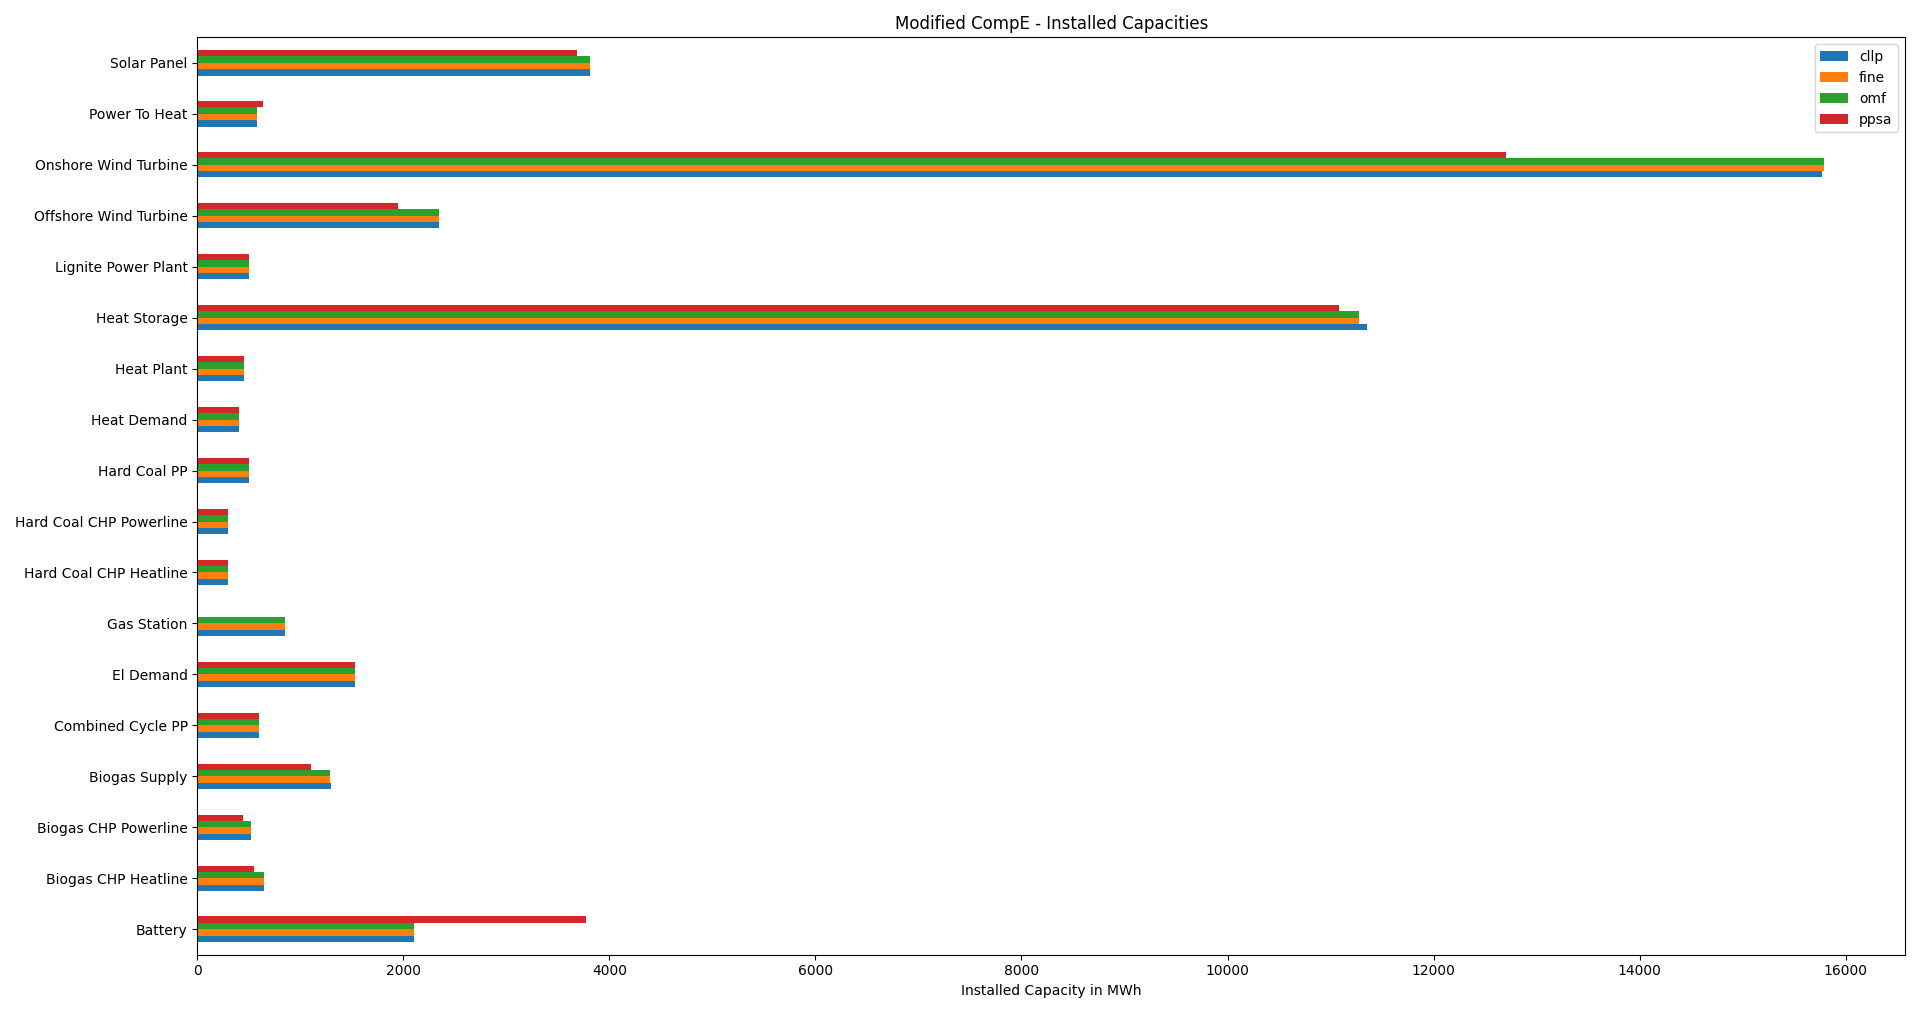 Modified CompE - Installed Capacities
cllp
fine
omf
ppsa
Solar Panel
Power To Heat
Onshore Wind Turbine
Offshore Wind Turbine
Lignite Power Plant
Heat Storage
Heat Plant
Heat Demand
Hard Coal PP
Hard Coal CHP Powerline
Hard Coal CHP Heatline
Gas Station
El Demand
Combined Cycle PP
Biogas Supply
Biogas CHP Powerline
Biogas CHP Heatline
Battery
0 2000 4000 6000 8000 10000 12000 14000 16000
Installed Capacity in MWh